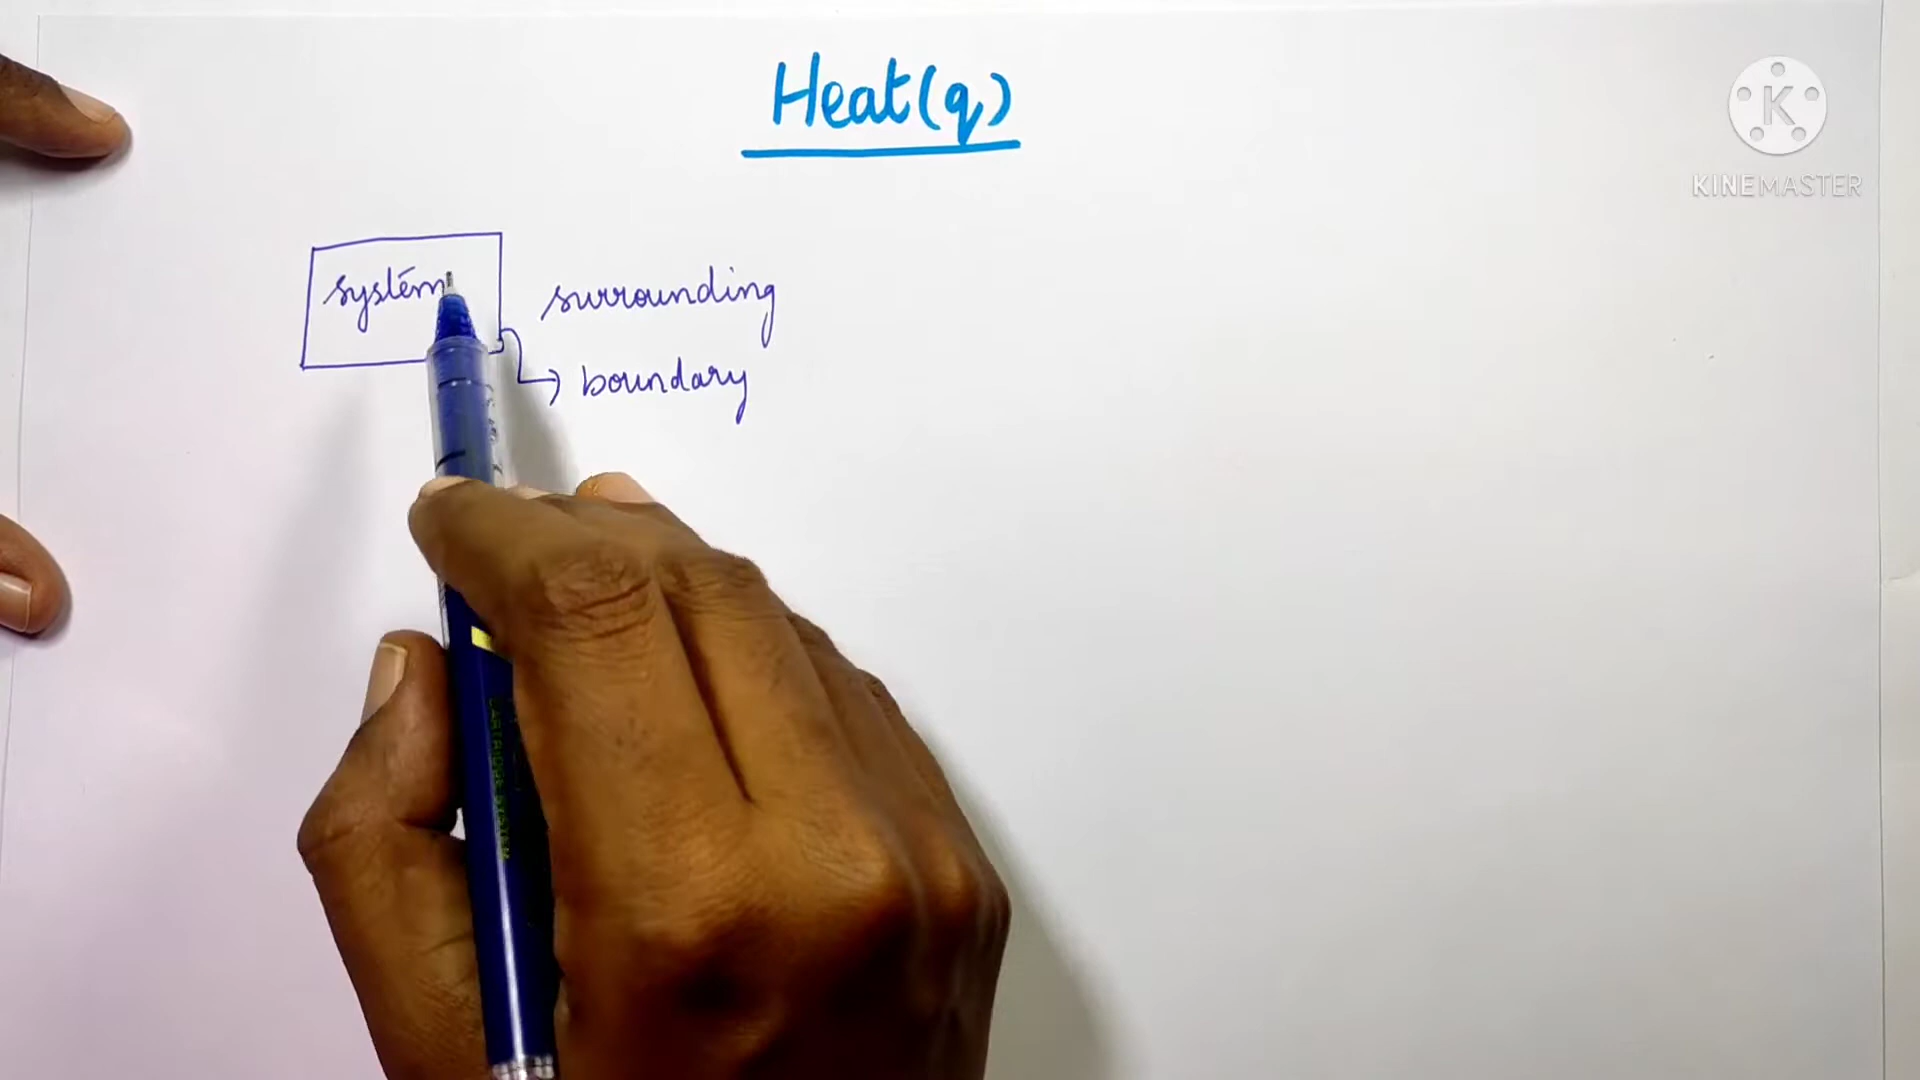 Heat (q)
K
KINEMASTER
system
surrounding
boundary